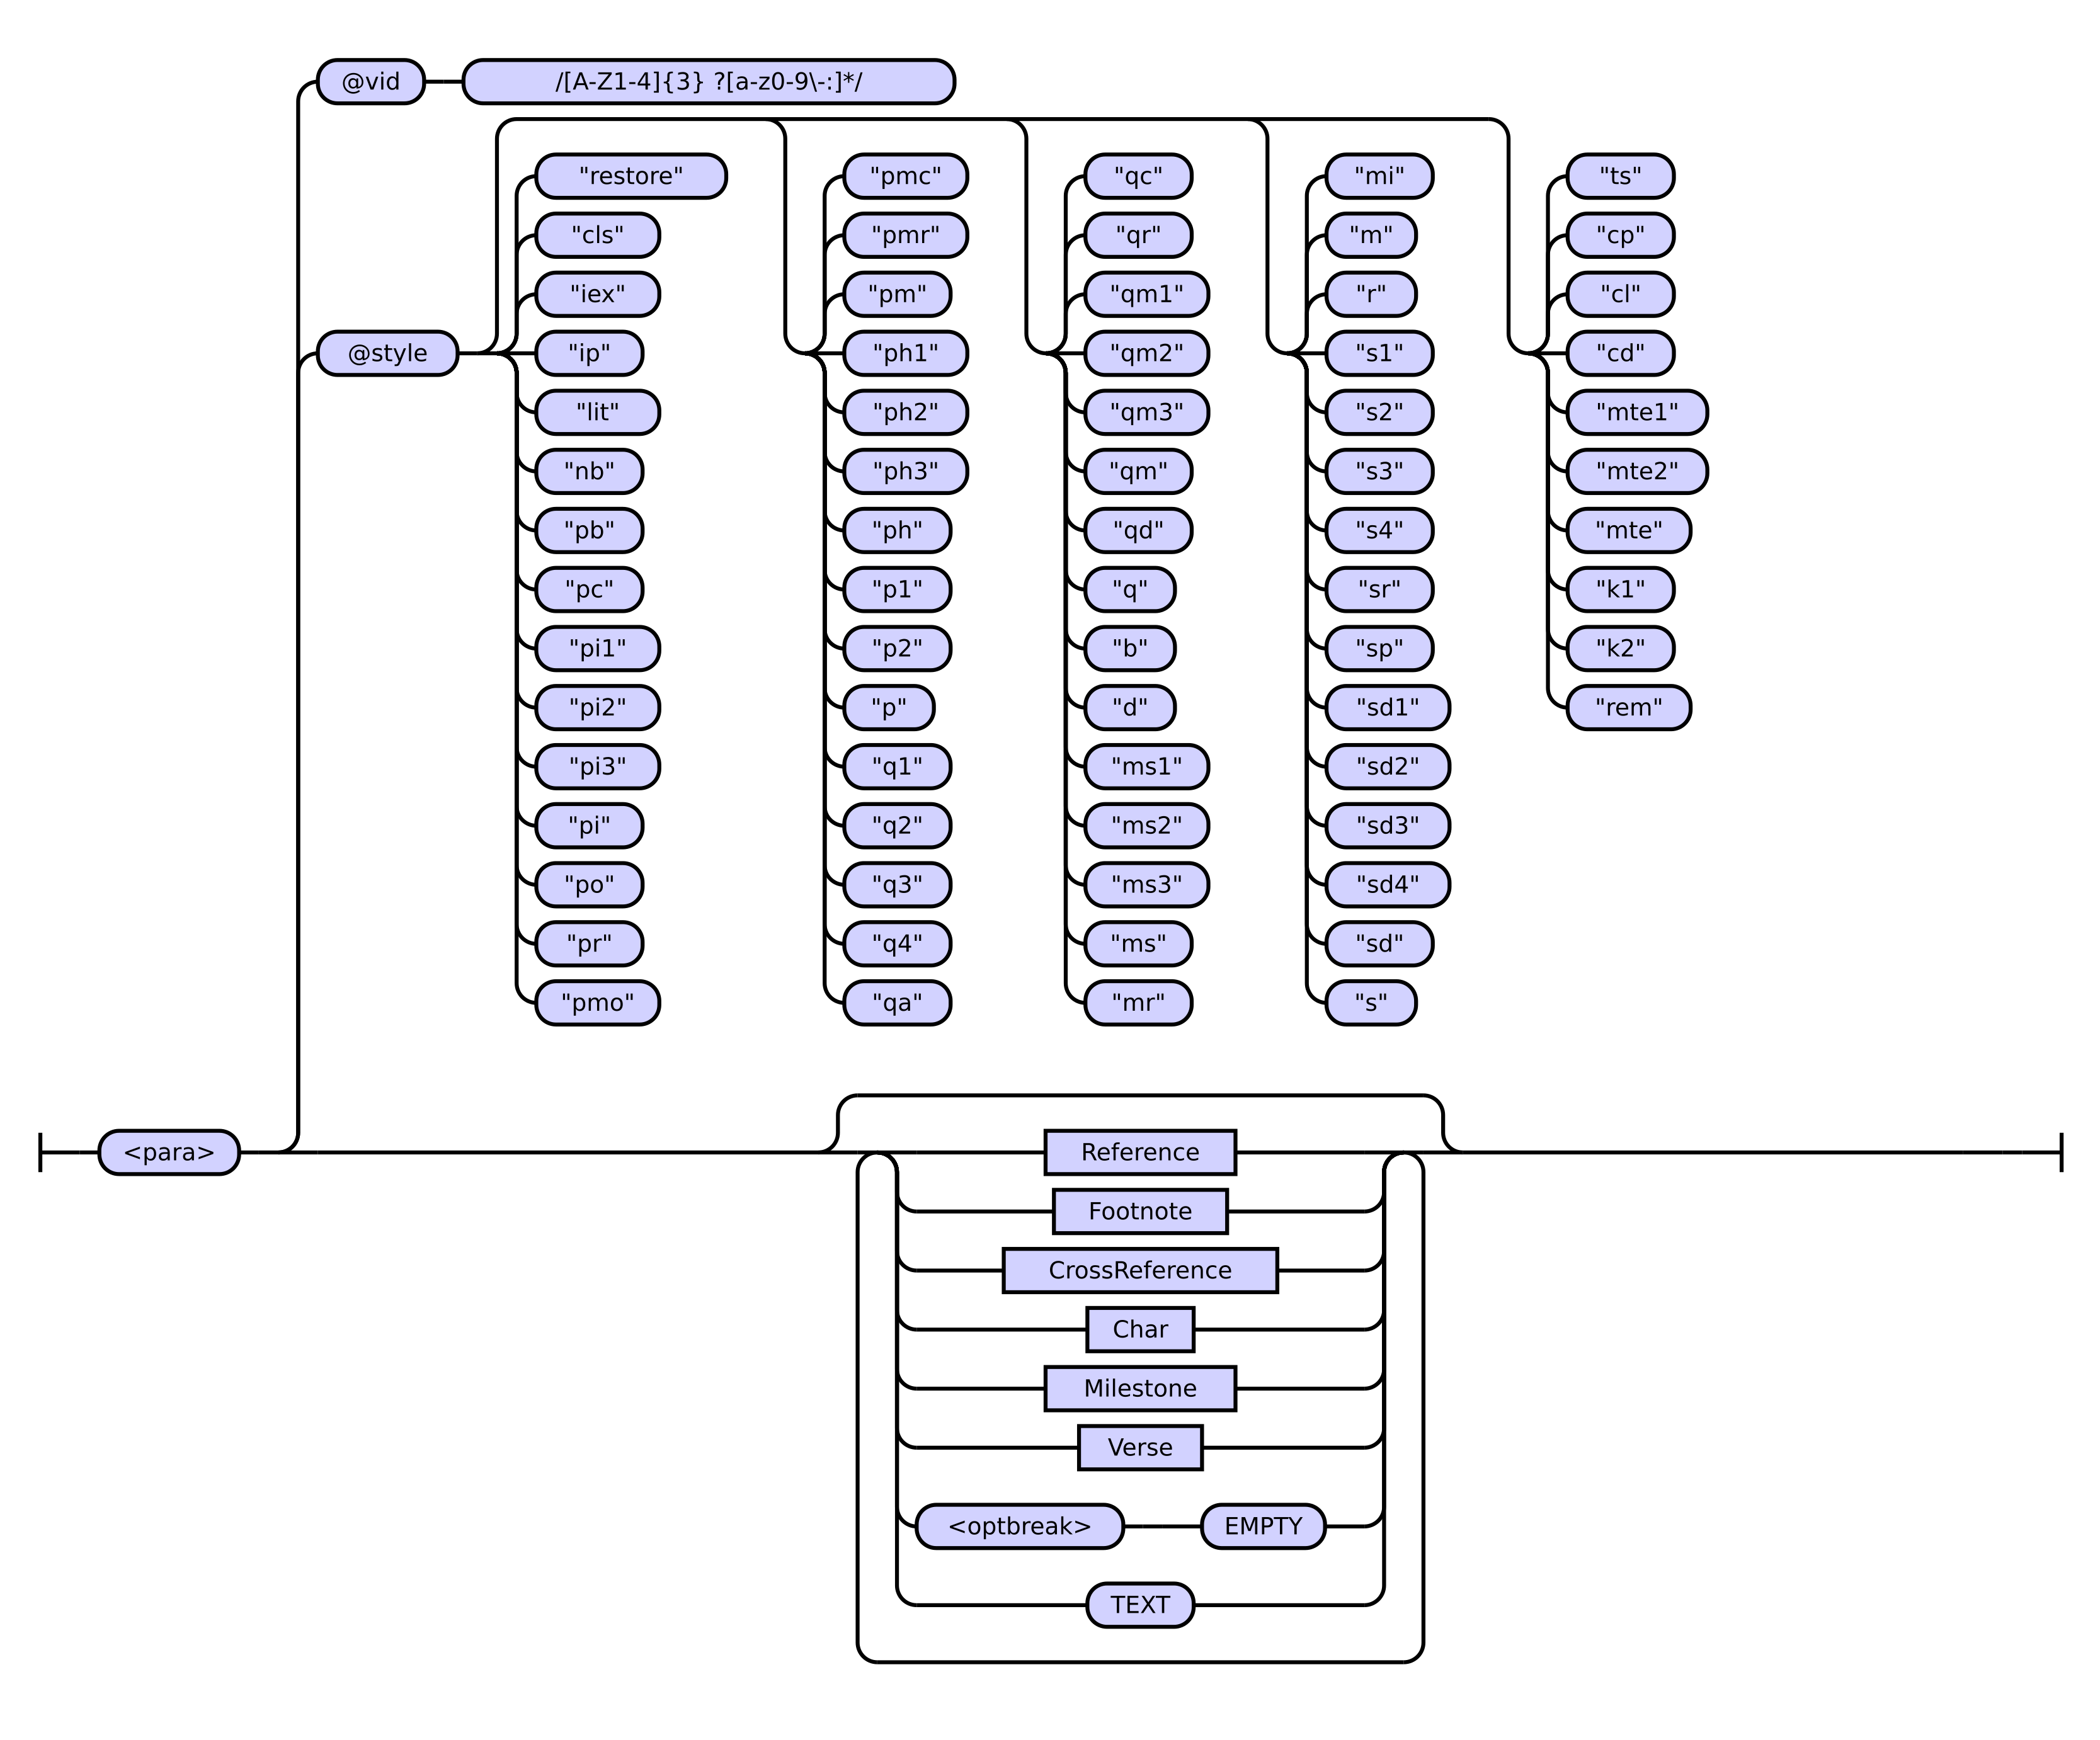 @vid /[A-Z1-4]{3} ?[a-z0-9\-:]*/
"restore" "pmc" "qc" "mi" "ts"
"cls" "pmr" "qr" "m" "cp"
"iex" "pm" "qm1" "r" "cl"
@style "ip" "ph1" "qm2" "s1" "cd"
"lit" "ph2" "qm3" "s2" "mte1"
"nb" "ph3" "qm" "s3" "mte2"
"pb" "ph" "qd" "s4" "mte"
"pc" "p1" "q" "sr" "k1"
"pi1" "p2" "b" "sp" "k2"
"pi2" "p" "d" "sd1" "rem"
"pi3" "q1" "ms1" "sd2"
"pi" "q2" "ms2" "sd3"
"po" "q3" "ms3" "sd4"
"pr" "q4" "ms" "sd"
"pmo" "qa" "mr" "s"
<para> Reference
Footnote
CrossReference
Char
Milestone
Verse
<optbreak> EMPTY
TEXT